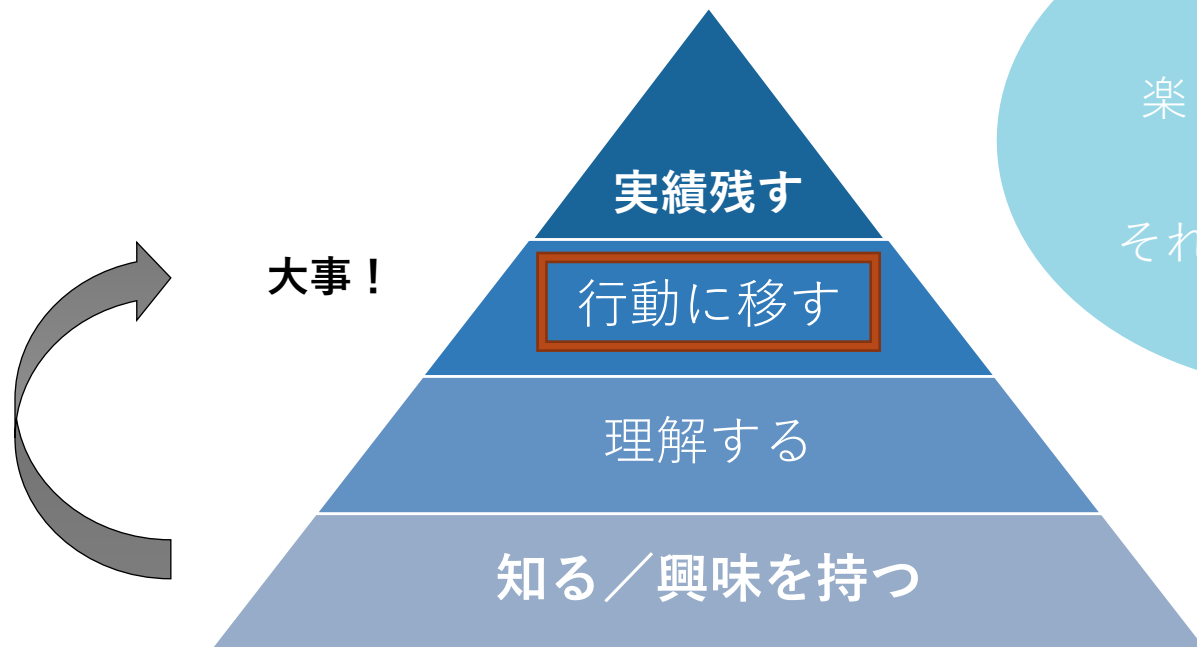 実績残す
大事！
行動に移す
理解する
知る／興味を持つ
楽
それ